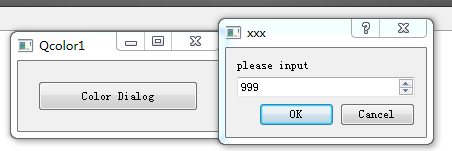 Qcolor1
Color Dialog
xxx
please input
999
OK
Cancel